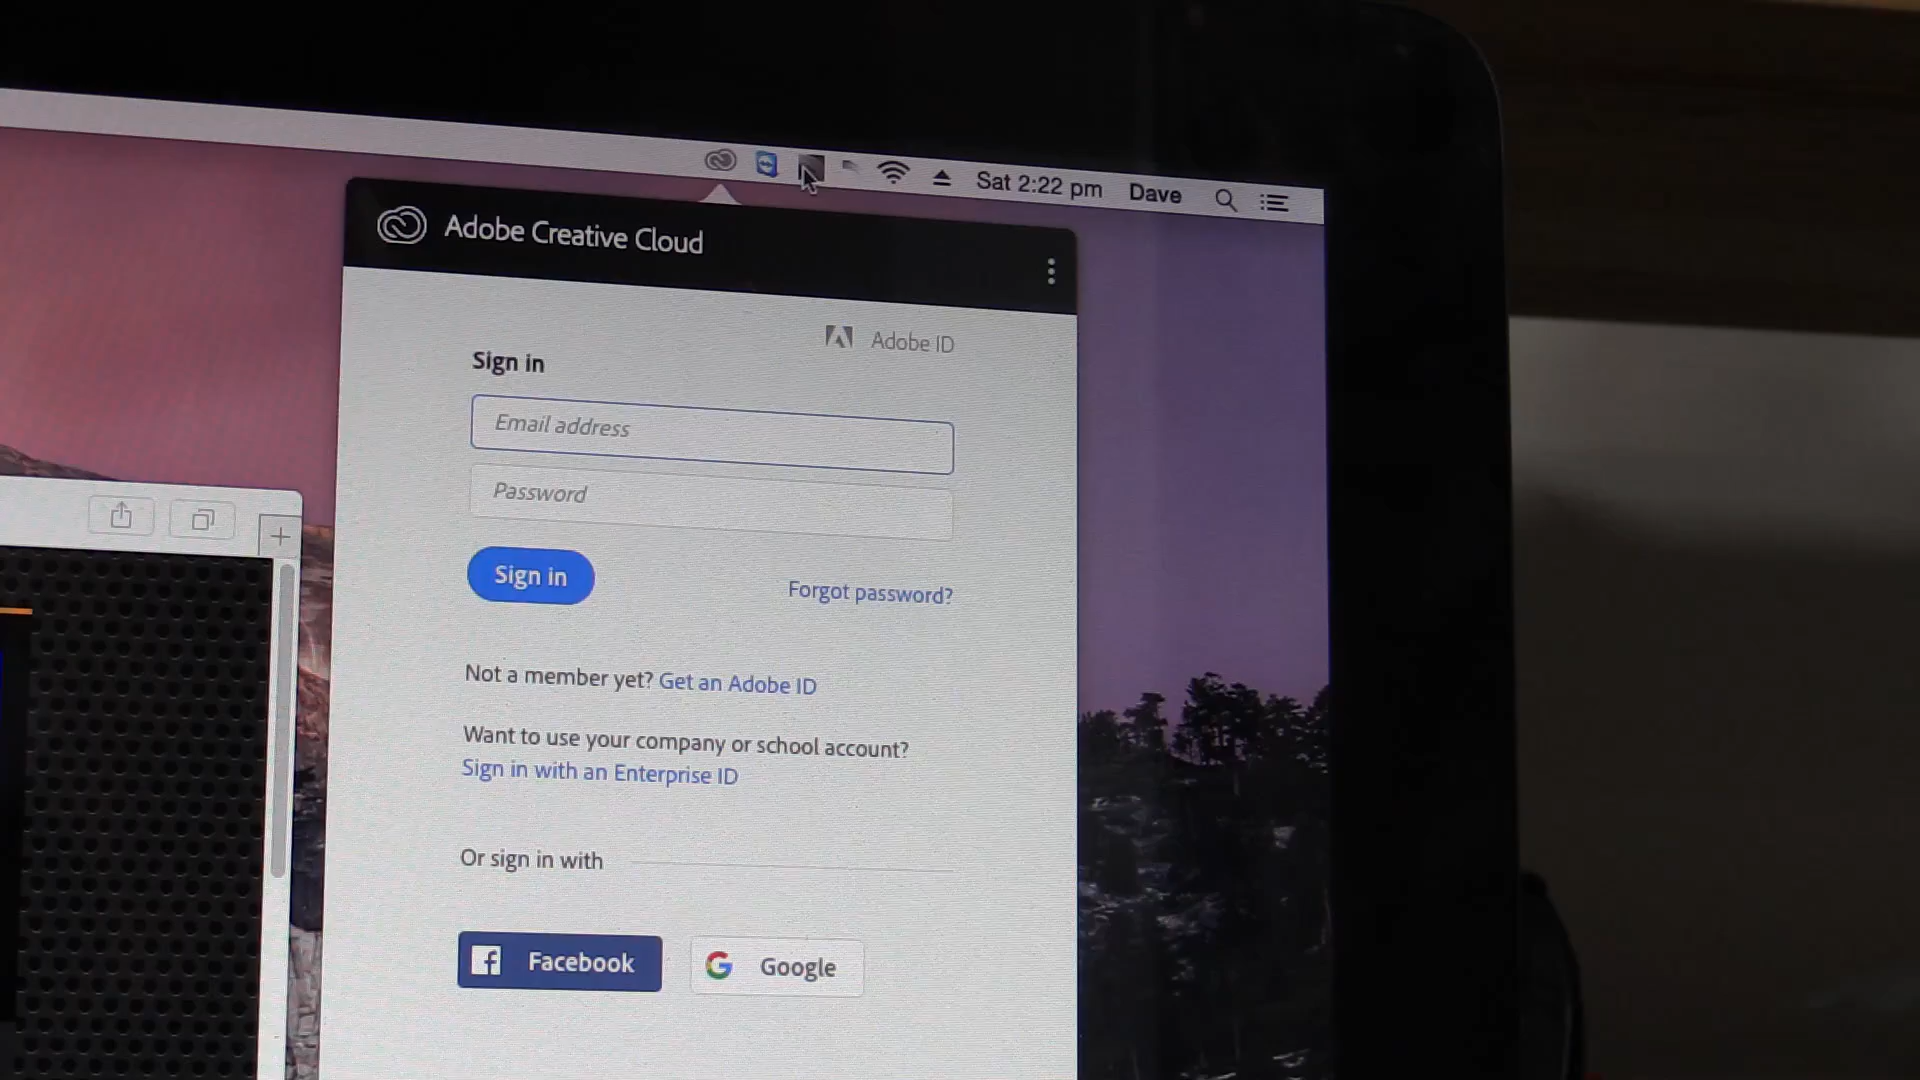 Sat 2:22 pm Dave
Adobe Creative Cloud
Adobe ID
Sign in
Email address
Password
Sign in
Forgot password?
Not a member yet? Get an Adobe ID
Want to use your company or school account?
Sign in with an Enterprise ID
Or sign in with
Facebook
Google